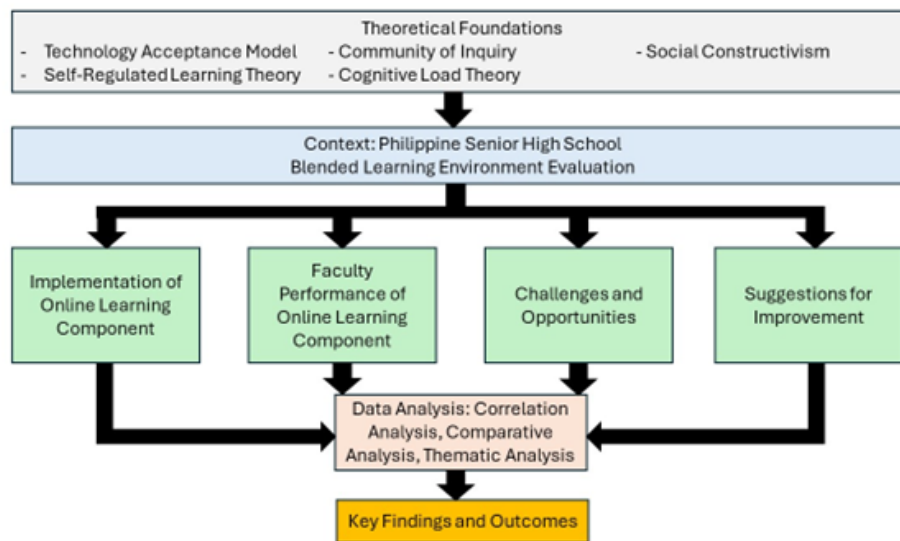 Theoretical Foundations
- Technology Acceptance Model - Community of Inquiry - Social Constructivism
- Self-Regulated Learning Theory - Cognitive Load Theory
Context: Philippine Senior High School
Blended Learning Environment Evaluation
Implementation of
Online Learning
Component
Faculty
Performance of
Online Learning
Component
Challenges and
Opportunities
Suggestions for
Improvement
Data Analysis: Correlation
Analysis, Comparative
Analysis, Thematic Analysis
Key Findings and Outcomes